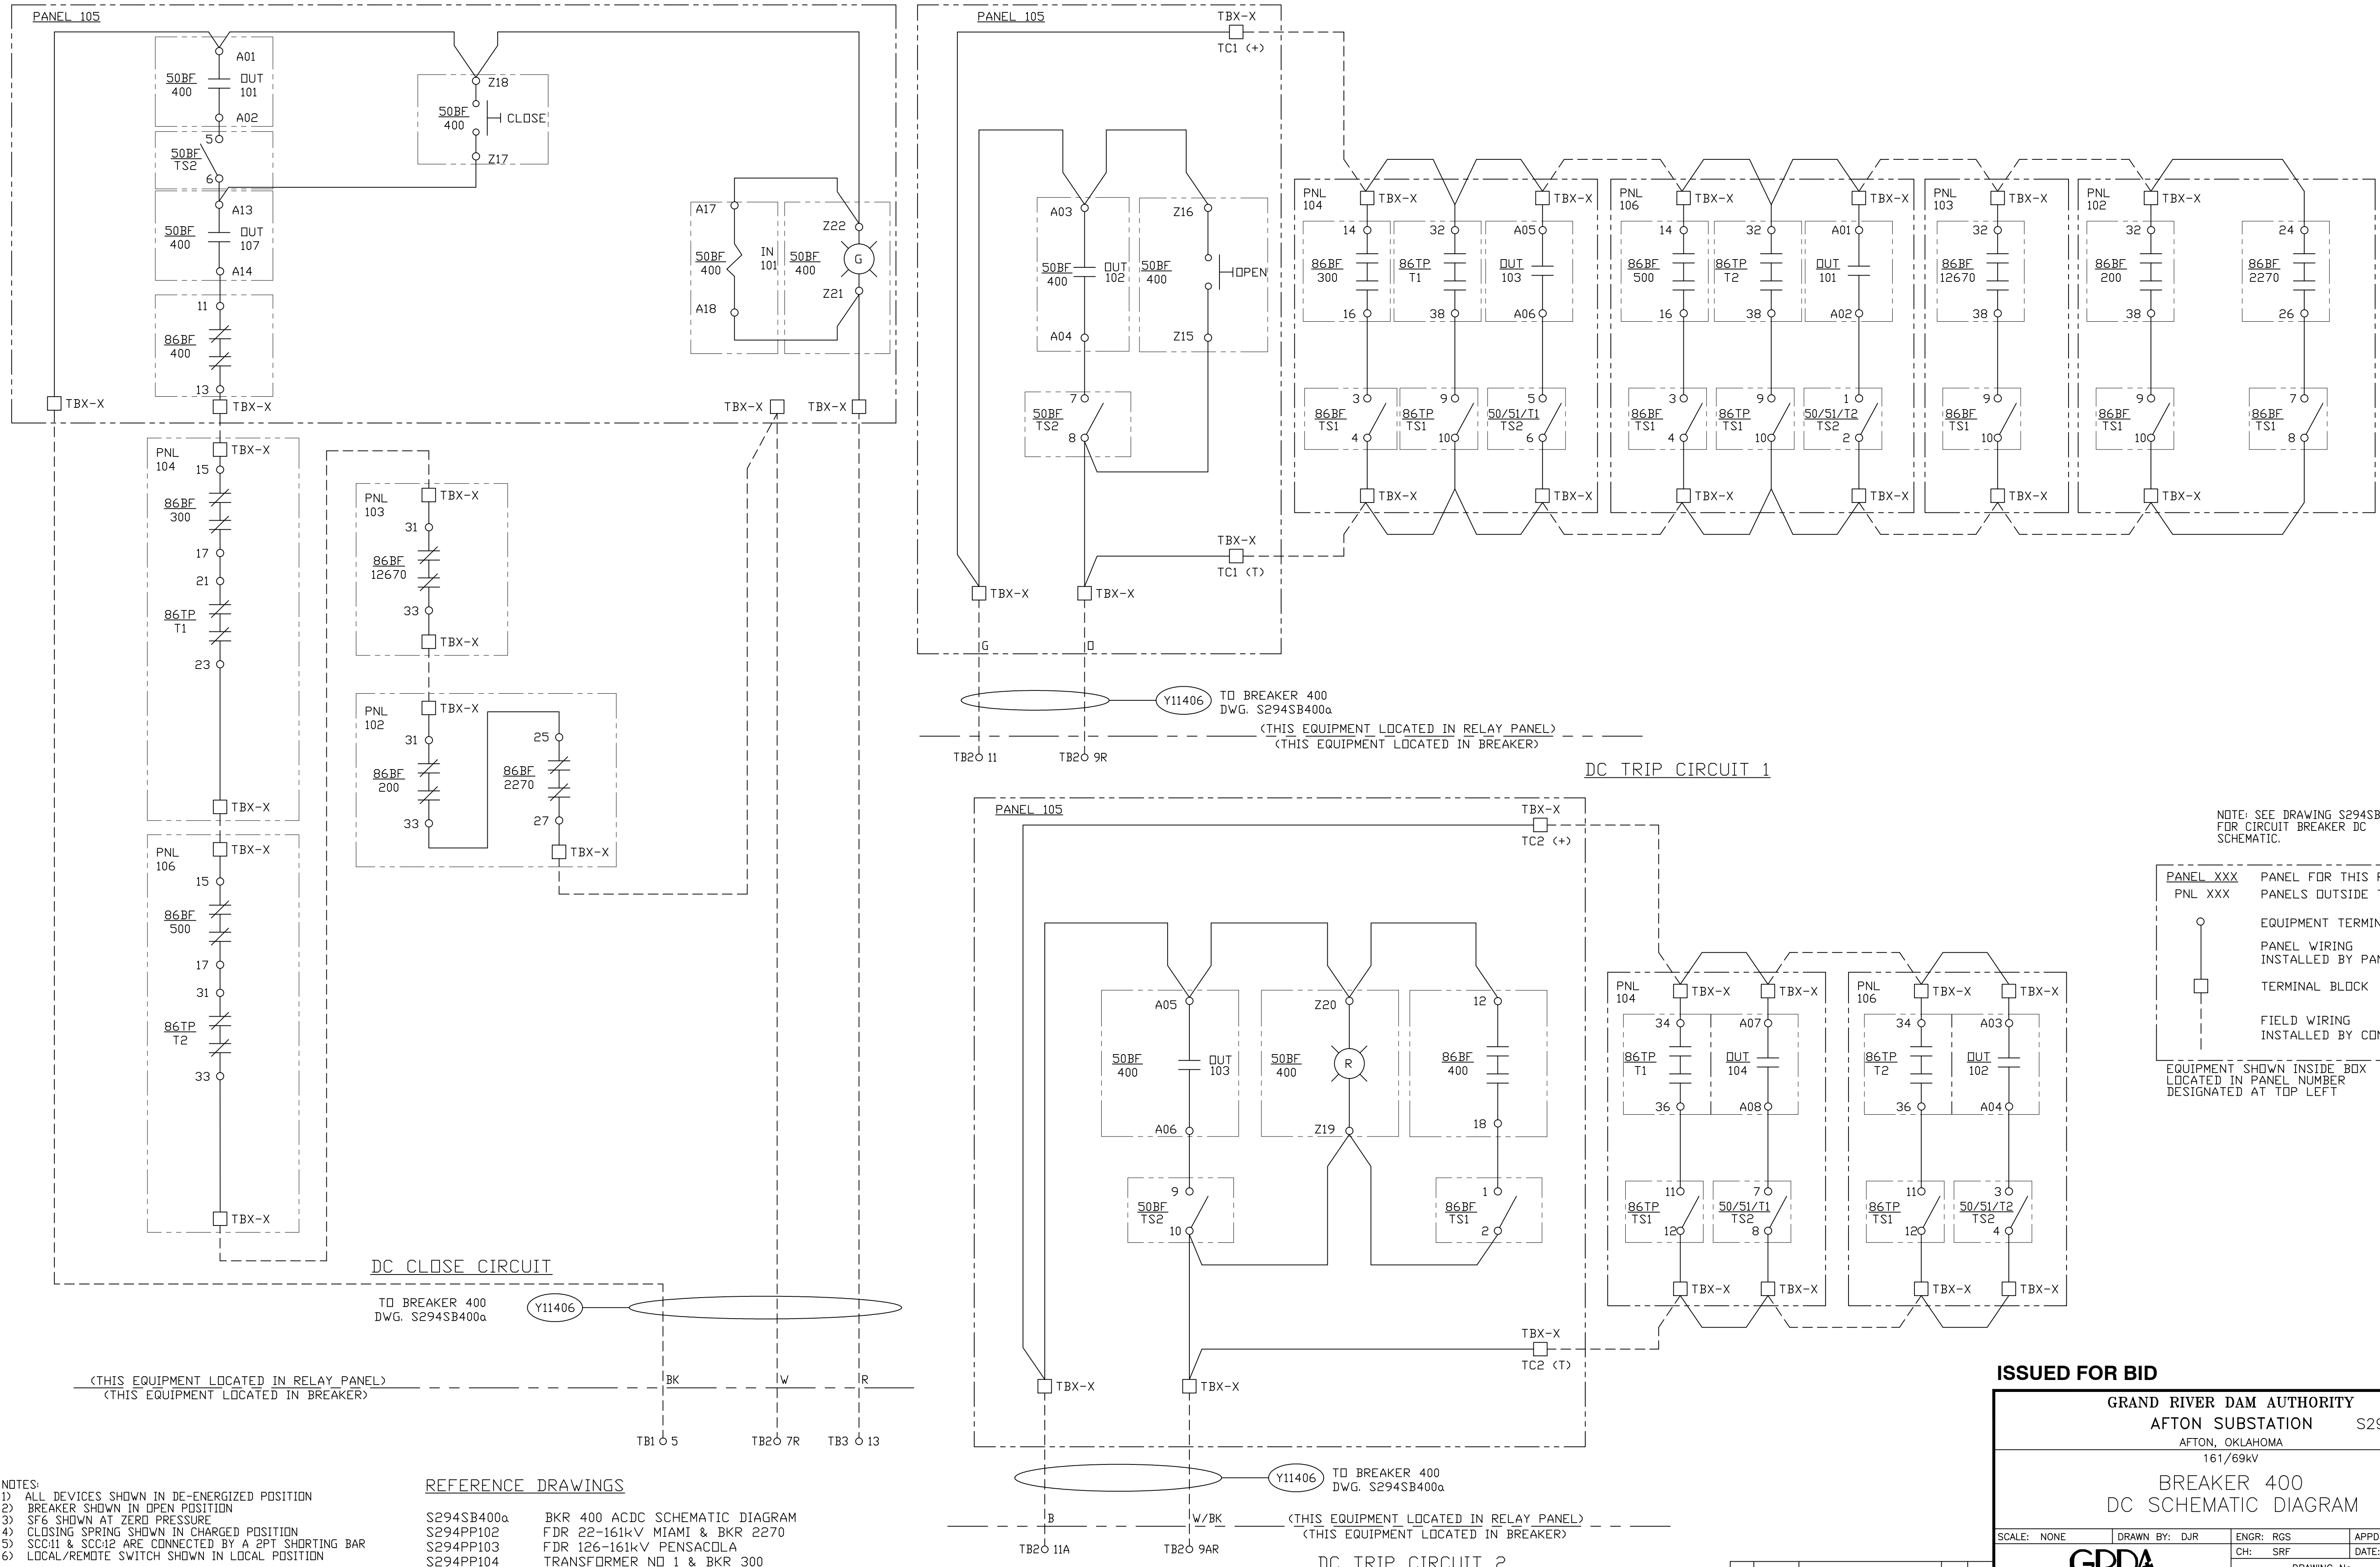 PANEL 105
A01
50BF
400
OUT
101
A02
5
50BF
TS2
6
A13
50BF
400
OUT
107
A14
11
86BF
400
13
TBX-X
TBX-X
Z18
50BF
400
CLOSE
Z17
A17
50BF
400
IN
101
A18
50BF
400
Z22
G
Z21
TBX-X
TBX-X
PNL
104
TBX-X
15
86BF
300
17
21
86TP
T1
23
TBX-X
PNL
106
TBX-X
15
86BF
500
17
31
86TP
T2
33
TBX-X
PNL
103
TBX-X
31
86BF
12670
33
TBX-X
PNL
102
TBX-X
31
86BF
200
33
25
86BF
2270
27
TBX-X
DC CLOSE CIRCUIT
TO BREAKER 400
DWG. S294SB400a
Y11406
(THIS EQUIPMENT LOCATED IN RELAY PANEL)
(THIS EQUIPMENT LOCATED IN BREAKER)
BK
W
R
TB1 5
TB2 7R
TB3 13
PANEL 105
TBX-X
TC1 (+)
A03
50BF
400
OUT
102
A04
Z16
50BF
400
OPEN
Z15
7
50BF
TS2
8
TBX-X
TC1 (T)
TBX-X
TBX-X
G
O
Y11406
TO BREAKER 400
DWG. S294SB400a
(THIS EQUIPMENT LOCATED IN RELAY PANEL)
(THIS EQUIPMENT LOCATED IN BREAKER)
TB2 11
TB2 9R
DC TRIP CIRCUIT 1
PNL
104
TBX-X
TBX-X
14
86BF
300
16
32
86TP
T1
38
A05
OUT
103
A06
3
86BF
TS1
4
9
86TP
TS1
10
5
50/51/T1
TS2
6
TBX-X
TBX-X
PNL
106
TBX-X
TBX-X
14
86BF
500
16
32
86TP
T2
38
A01
OUT
101
A02
3
86BF
TS1
4
9
86TP
TS1
10
1
50/51/T2
TS2
2
TBX-X
TBX-X
PNL
103
TBX-X
32
86BF
12670
38
9
86BF
TS1
10
TBX-X
PNL
102
TBX-X
32
86BF
200
38
24
86BF
2270
26
9
86BF
TS1
10
7
86BF
TS1
8
TBX-X
PANEL 105
TBX-X
TC2 (+)
A05
50BF
400
OUT
103
A06
Z20
50BF
400
R
Z19
12
86BF
400
18
9
50BF
TS2
10
1
86BF
TS1
2
TBX-X
TC2 (T)
TBX-X
TBX-X
Y11406
TO BREAKER 400
DWG. S294SB400a
B
W/BK
(THIS EQUIPMENT LOCATED IN RELAY PANEL)
(THIS EQUIPMENT LOCATED IN BREAKER)
TB2 11A
TB2 9AR
DC TRIP CIRCUIT 2
PNL
104
TBX-X
TBX-X
34
86TP
T1
36
A07
OUT
104
A08
11
86TP
TS1
12
7
50/51/T1
TS2
8
TBX-X
TBX-X
PNL
106
TBX-X
TBX-X
34
86TP
T2
36
A03
OUT
102
A04
11
86TP
TS1
12
3
50/51/T2
TS2
4
TBX-X
TBX-X
NOTE: SEE DRAWING S294SB
FOR CIRCUIT BREAKER DC
SCHEMATIC.
PANEL XXX PANEL FOR THIS
PNL XXX PANELS OUTSIDE
EQUIPMENT TERMIN
PANEL WIRING
INSTALLED BY PAN
TERMINAL BLOCK
FIELD WIRING
INSTALLED BY CON
EQUIPMENT SHOWN INSIDE BOX
LOCATED IN PANEL NUMBER
DESIGNATED AT TOP LEFT
NOTES:
1) ALL DEVICES SHOWN IN DE-ENERGIZED POSITION
2) BREAKER SHOWN IN OPEN POSITION
3) SF6 SHOWN AT ZERO PRESSURE
4) CLOSING SPRING SHOWN IN CHARGED POSITION
5) SCC:11 & SCC:12 ARE CONNECTED BY A 2PT SHORTING BAR
6) LOCAL/REMOTE SWITCH SHOWN IN LOCAL POSITION
REFERENCE DRAWINGS
S294SB400a BKR 400 ACDC SCHEMATIC DIAGRAM
S294PP102 FDR 22-161kV MIAMI & BKR 2270
S294PP103 FDR 126-161kV PENSACOLA
S294PP104 TRANSFORMER NO 1 & BKR 300
ISSUED FOR BID
GRAND RIVER DAM AUTHORITY
AFTON SUBSTATION S29
AFTON, OKLAHOMA
161/69kV
BREAKER 400
DC SCHEMATIC DIAGRAM
SCALE: NONE DRAWN BY: DJR ENGR: RGS APPD
CH: SRF DATE:
GRDA